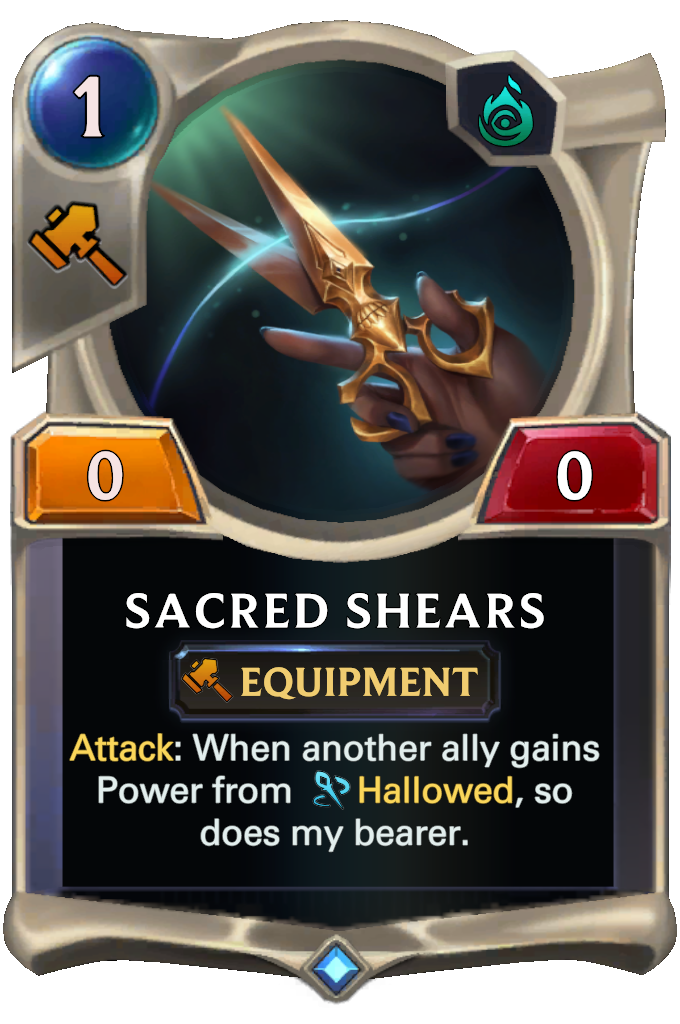 1
0
0
SACRED SHEARS
EQUIPMENT
Attack: When another ally gains
Power from Hallowed, so
does my bearer.